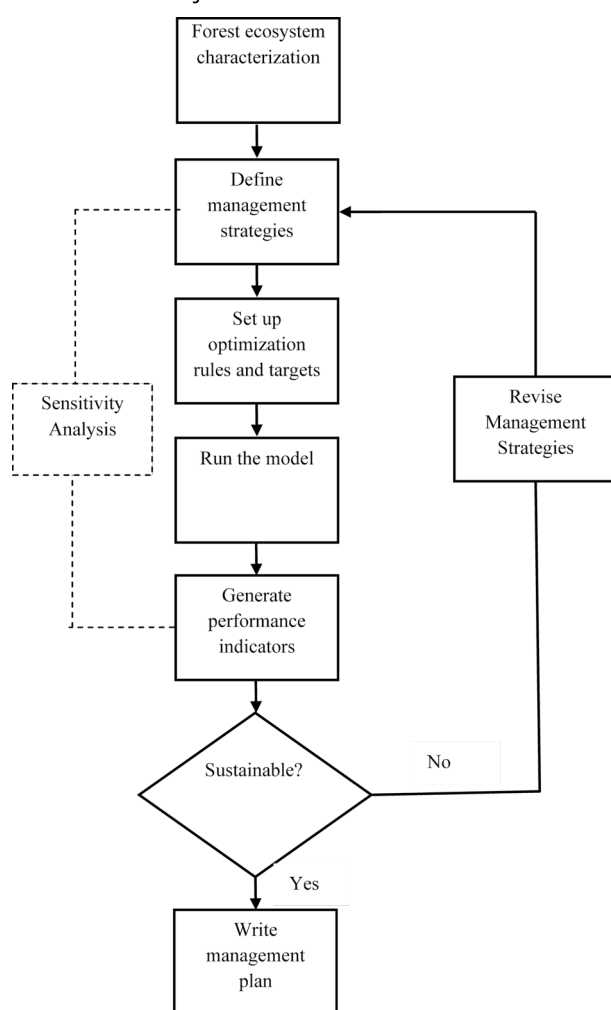 Forest ecosystem
characterization
Define
management
strategies
Set up
optimization
rules and targets
Sensitivity
Analysis
Revise
Management
Strategies
Run the model
Generate
performance
indicators
Sustainable?
No
Yes
Write
management
plan